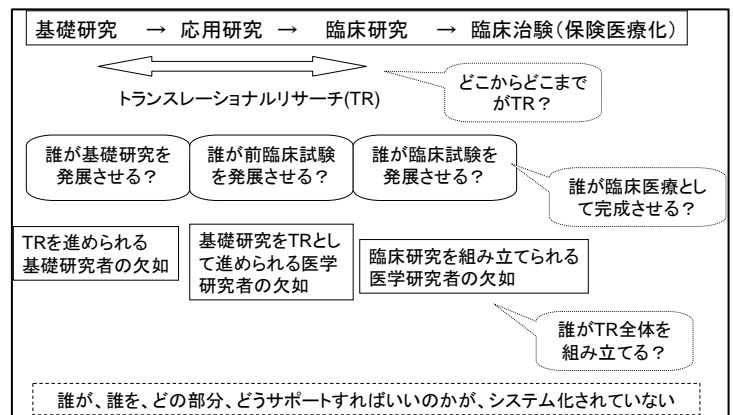 基礎研究 → 応用研究 → 臨床研究 → 臨床治験(保険医療化)
トランスレーショナルリサーチ(TR)
どこからどこまで
がTR？
誰が基礎研究を
発展させる？
誰が前臨床試験
を発展させる？
誰が臨床試験を
発展させる？
誰が臨床医療とし
て完成させる？
TRを進められる
基礎研究者の欠如
基礎研究をTRとし
て進められる医学
研究者の欠如
臨床研究を組み立てられる
医学研究者の欠如
誰がTR全体を
組み立てる？
誰が、誰を、どの部分、どうサポートすればいいのかが、システム化されていない